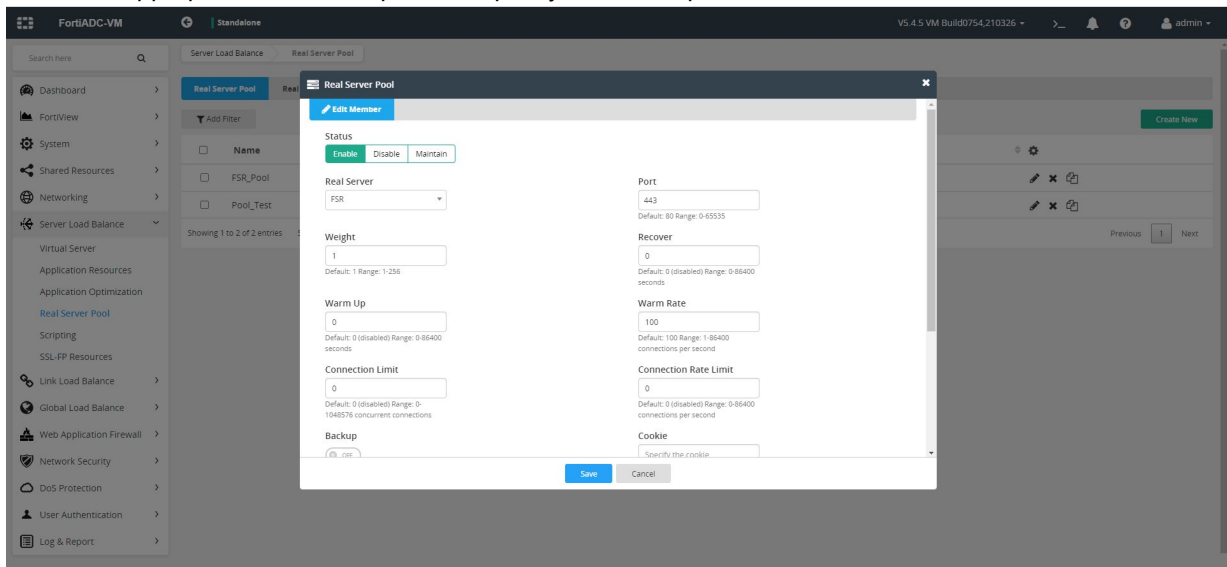 FortiADC-VM
Standalone
V5.4.5 VM Build0754,210326
>_
admin
Search here
Server Load Balance
Real Server Pool
Dashboard
FortiView
System
Shared Resources
Networking
Server Load Balance
Virtual Server
Application Resources
Application Optimization
Real Server Pool
Scripting
SSL-FP Resources
Link Load Balance
Global Load Balance
Web Application Firewall
Network Security
DoS Protection
User Authentication
Log & Report
Real Server Pool
Real
Add Filter
Create New
Name
FSR_Pool
Pool_Test
Showing 1 to 2 of 2 entries
Previous 1 Next
Real Server Pool
Edit Member
Status
Enable Disable Maintain
Real Server
FSR
Port
443
Default: 80 Range: 0-65535
Weight
1
Default: 1 Range: 1-256
Recover
0
Default: 0 (disabled) Range: 0-86400
seconds
Warm Up
0
Default: 0 (disabled) Range: 0-86400
seconds
Warm Rate
100
Default: 100 Range: 1-86400
connections per second
Connection Limit
0
Default: 0 (disabled) Range: 0-
1048576 concurrent connections
Connection Rate Limit
0
Default: 0 (disabled) Range: 0-86400
connections per second
Backup
OFF
Cookie
Specify the cookie
Save Cancel